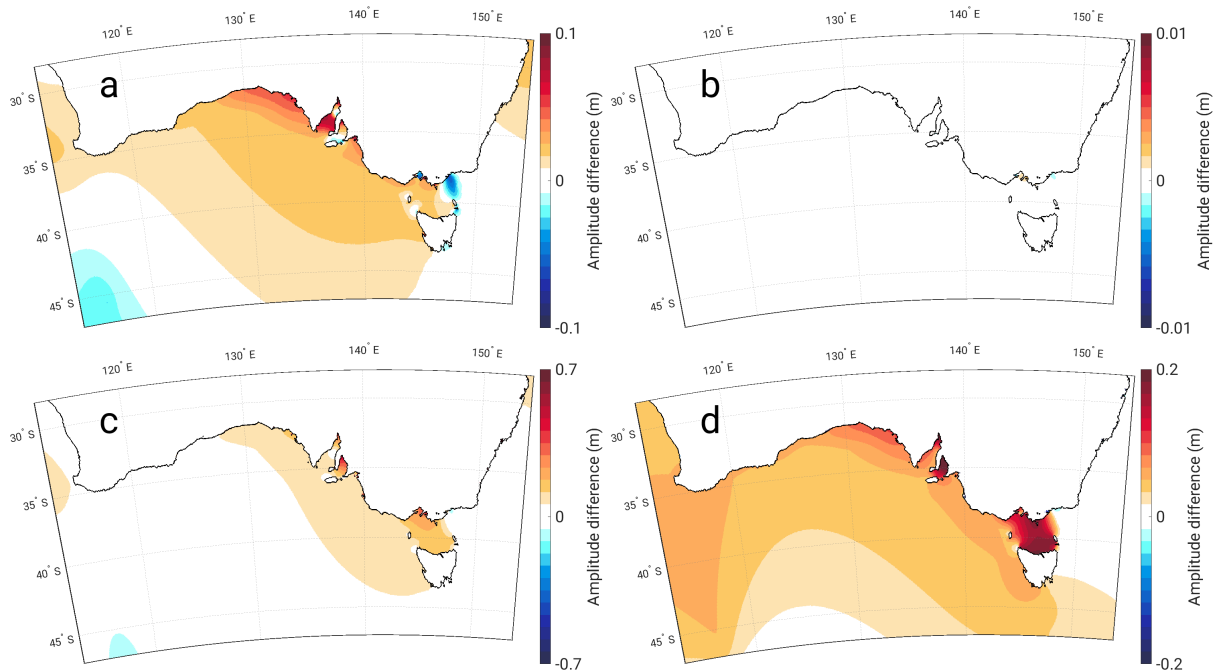 120° E
130° E
140° E
150° E
30° S
35° S
40° S
45° S
a
0.1
0
-0.1
Amplitude difference (m)
120° E
130° E
140° E
150° E
30° S
35° S
40° S
45° S
b
0.01
0
-0.01
Amplitude difference (m)
120° E
130° E
140° E
150° E
30° S
35° S
40° S
45° S
c
0.7
0
-0.7
Amplitude difference (m)
120° E
130° E
140° E
150° E
30° S
35° S
40° S
45° S
d
0.2
0
-0.2
Amplitude difference (m)